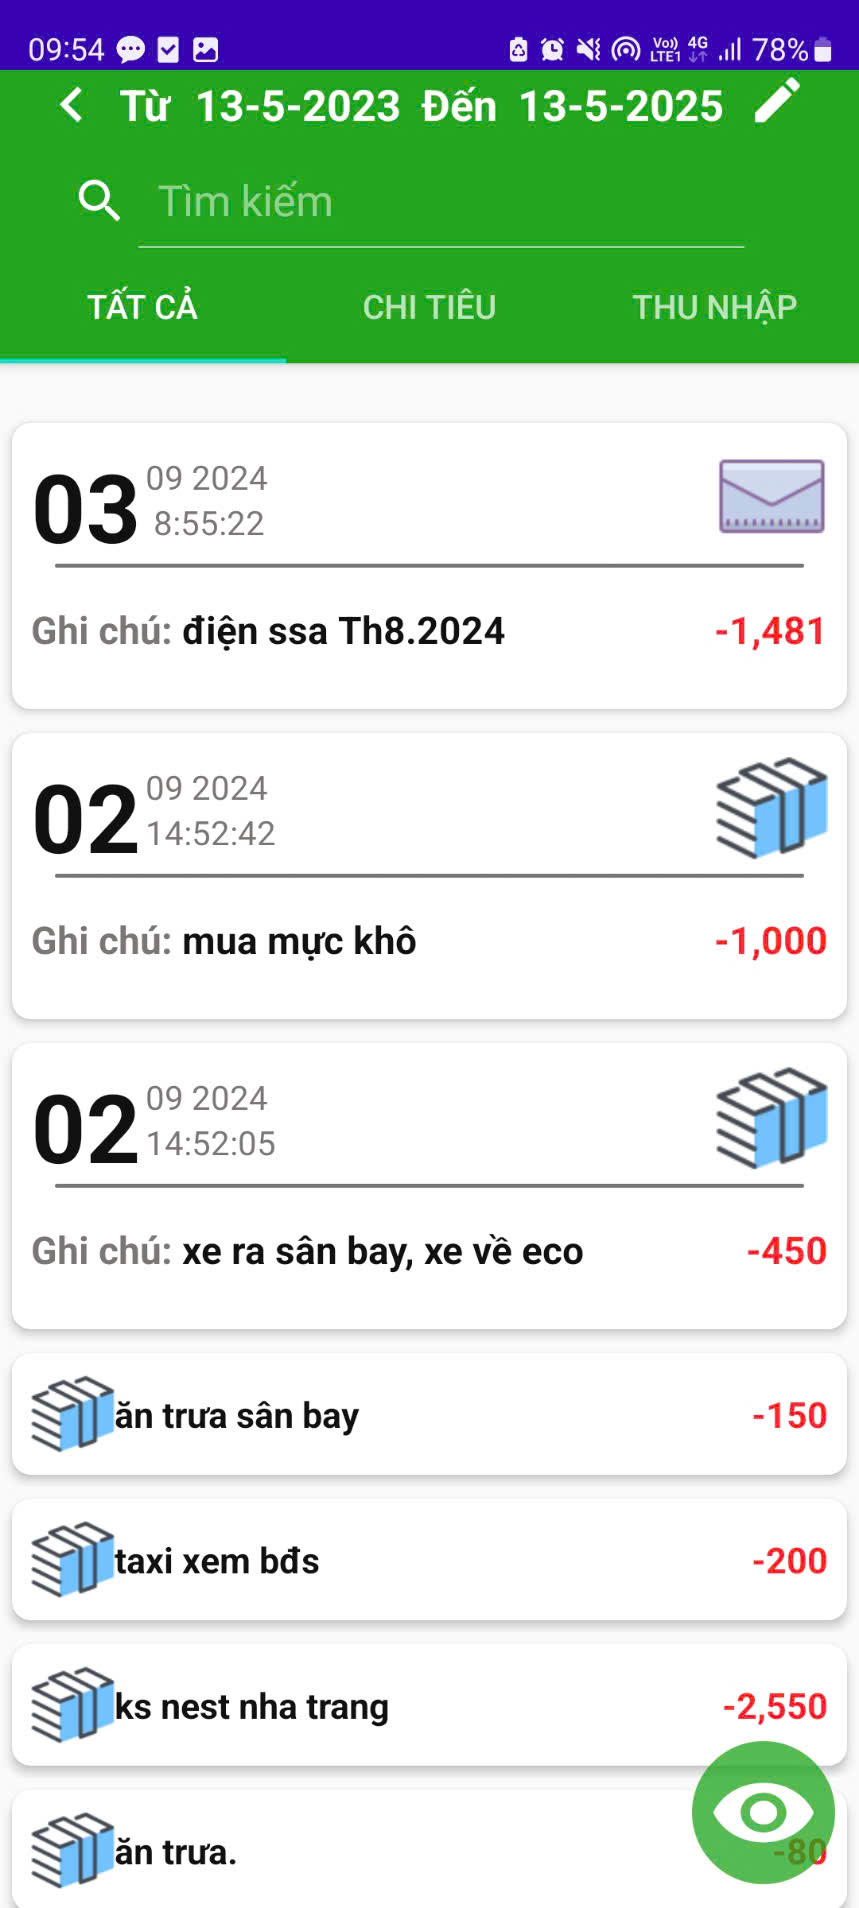 09:54 Vo)) LTE1 4G 78%
Từ 13-5-2023 Đến 13-5-2025
Tìm kiếm
TẤT CẢ CHI TIÊU THU NHẬP
03 09 2024
8:55:22
Ghi chú: điện ssa Th8.2024 -1,481
02 09 2024
14:52:42
Ghi chú: mua mực khô -1,000
02 09 2024
14:52:05
Ghi chú: xe ra sân bay, xe về eco -450
ăn trưa sân bay -150
taxi xem bđs -200
ks nest nha trang -2,550
ăn trưa. -80